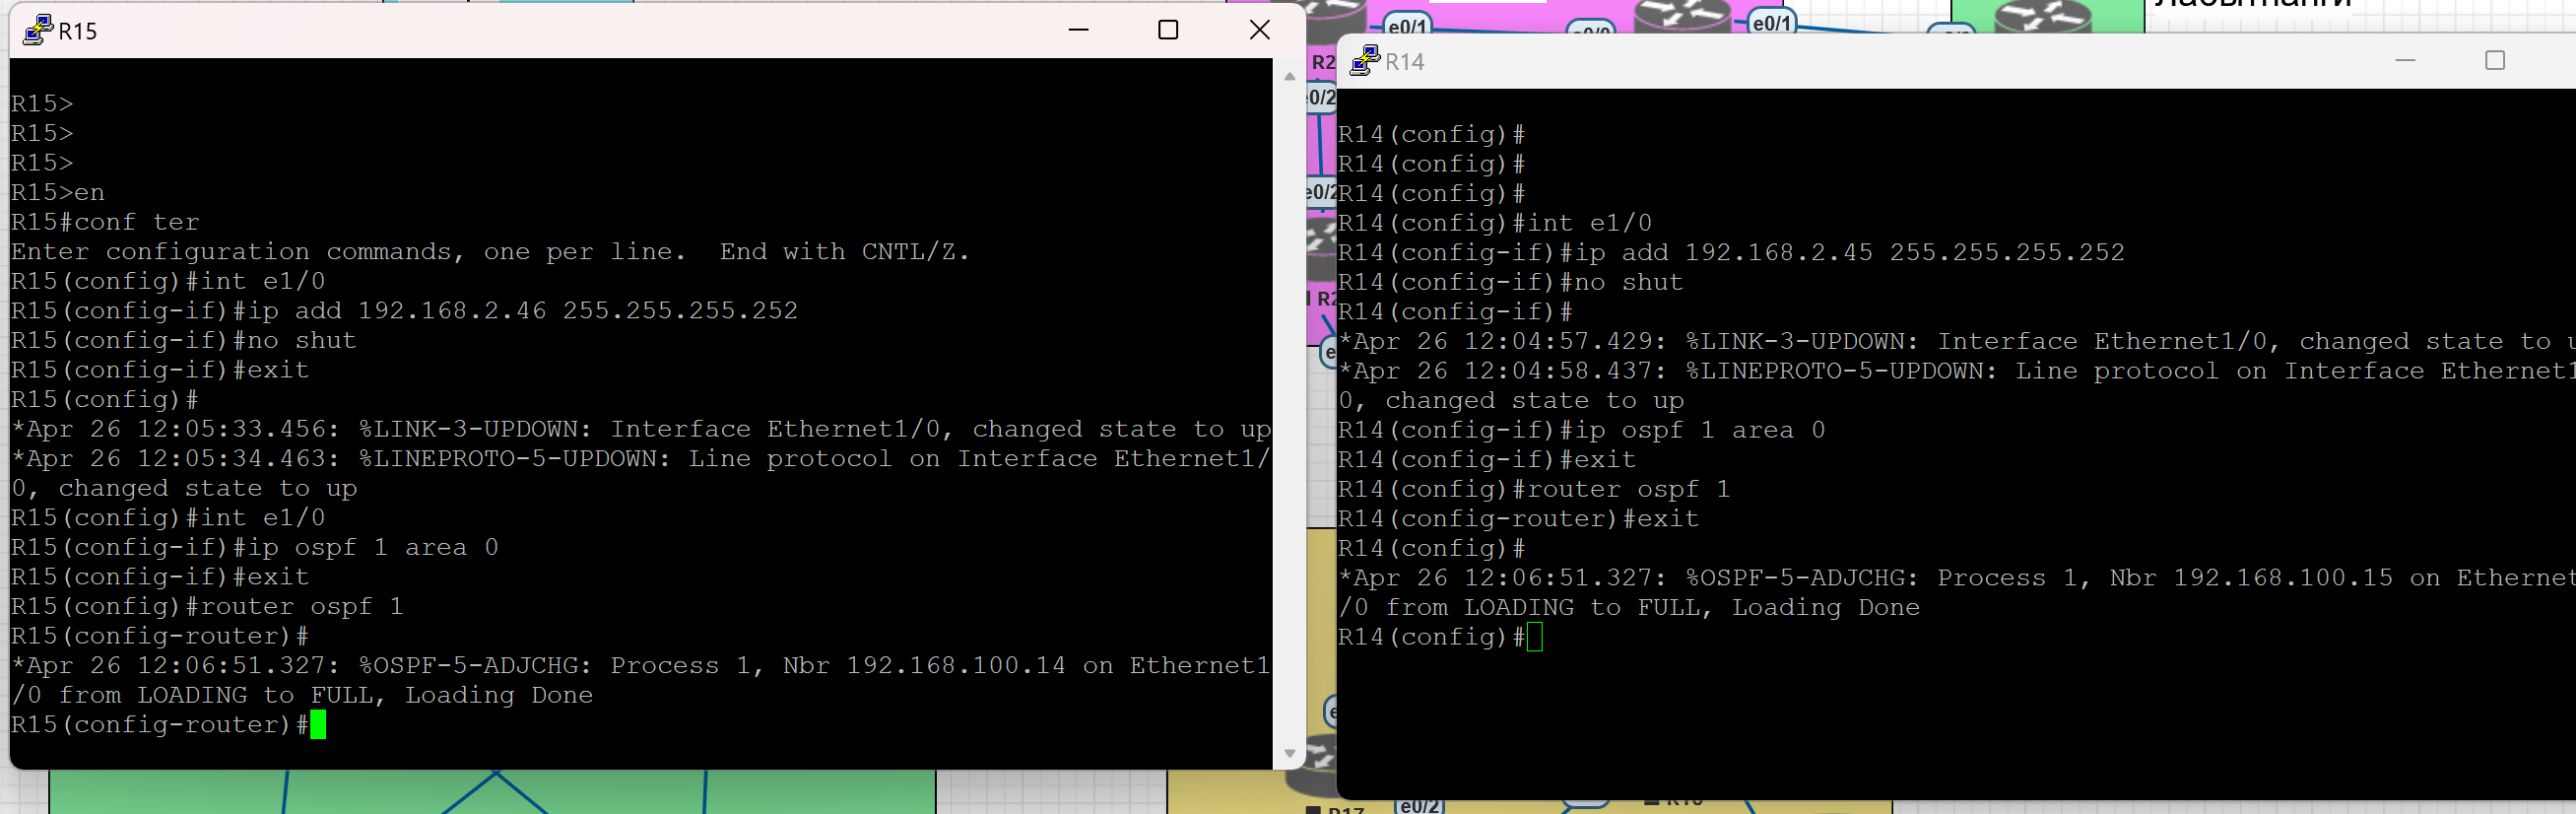 R15
R15>
R15>
R15>
R15>en
R15#conf ter
Enter configuration commands, one per line.  End with CNTL/Z.
R15(config)#int e1/0
R15(config-if)#ip add 192.168.2.46 255.255.255.252
R15(config-if)#no shut
R15(config-if)#exit
R15(config)#
*Apr 26 12:05:33.456: %LINK-3-UPDOWN: Interface Ethernet1/0, changed state to up
*Apr 26 12:05:34.463: %LINEPROTO-5-UPDOWN: Line protocol on Interface Ethernet1/
0, changed state to up
R15(config)#int e1/0
R15(config-if)#ip ospf 1 area 0
R15(config-if)#exit
R15(config)#router ospf 1
R15(config-router)#
*Apr 26 12:06:51.327: %OSPF-5-ADJCHG: Process 1, Nbr 192.168.100.14 on Ethernet1
/0 from LOADING to FULL, Loading Done
R15(config-router)#
e0/1
e0/1
R2
e0/2
e0/2
R2
R17
e0/2
R14
R14(config)#
R14(config)#
R14(config)#
R14(config)#int e1/0
R14(config-if)#ip add 192.168.2.45 255.255.255.252
R14(config-if)#no shut
R14(config-if)#
*Apr 26 12:04:57.429: %LINK-3-UPDOWN: Interface Ethernet1/0, changed state to u
*Apr 26 12:04:58.437: %LINEPROTO-5-UPDOWN: Line protocol on Interface Ethernet1
0, changed state to up
R14(config-if)#ip ospf 1 area 0
R14(config-if)#exit
R14(config)#router ospf 1
R14(config-router)#exit
R14(config)#
*Apr 26 12:06:51.327: %OSPF-5-ADJCHG: Process 1, Nbr 192.168.100.15 on Ethernet
/0 from LOADING to FULL, Loading Done
R14(config)#